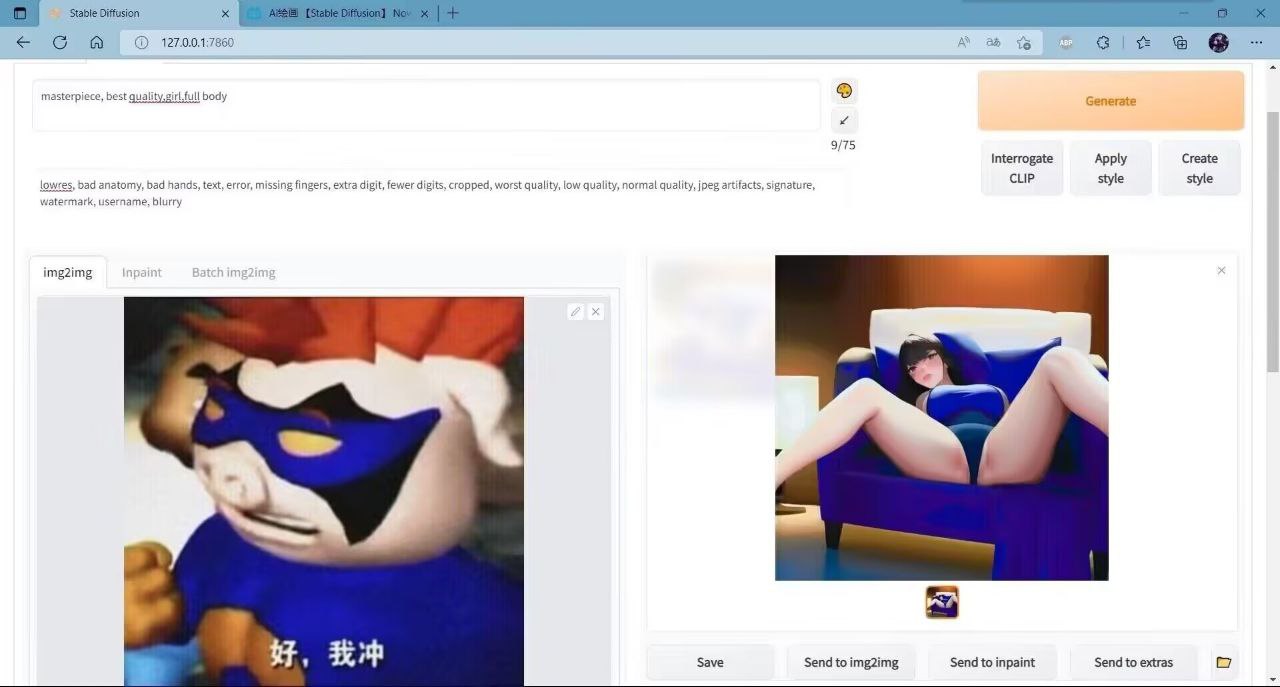 Stable Diffusion
AI绘画【Stable Diffusion】Nov
127.0.0.1:7860
ABP
masterpiece, best quality,girl,full body
9/75
Generate
Interrogate CLIP
Apply style
Create style
lowres, bad anatomy, bad hands, text, error, missing fingers, extra digit, fewer digits, cropped, worst quality, low quality, normal quality, jpeg artifacts, signature,
watermark, username, blurry
img2img
Inpaint
Batch img2img
好，我冲
Save
Send to img2img
Send to inpaint
Send to extras